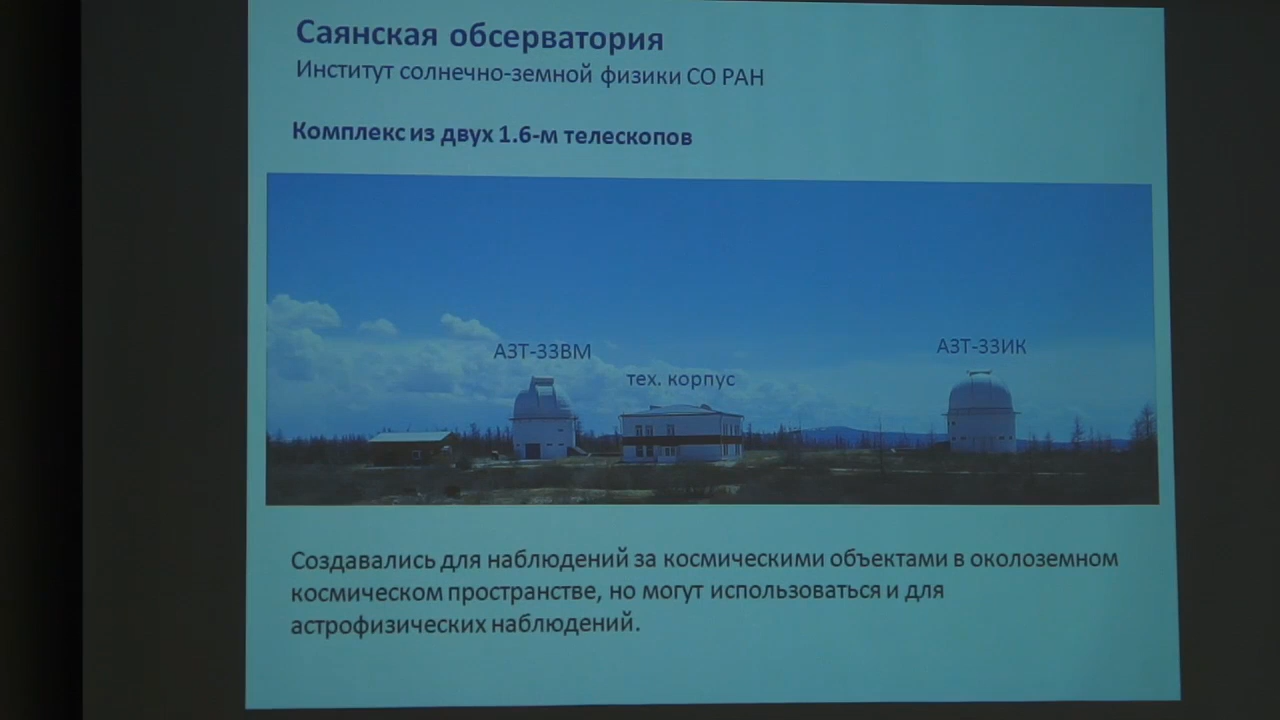 Саянская обсерватория
Институт солнечно-земной физики СО РАН
Комплекс из двух 1.6-м телескопов
АЗТ-33ВМ
тех. корпус
АЗТ-33ИК
Создавались для наблюдений за космическими объектами в околоземном
космическом пространстве, но могут использоваться и для
астрофизических наблюдений.